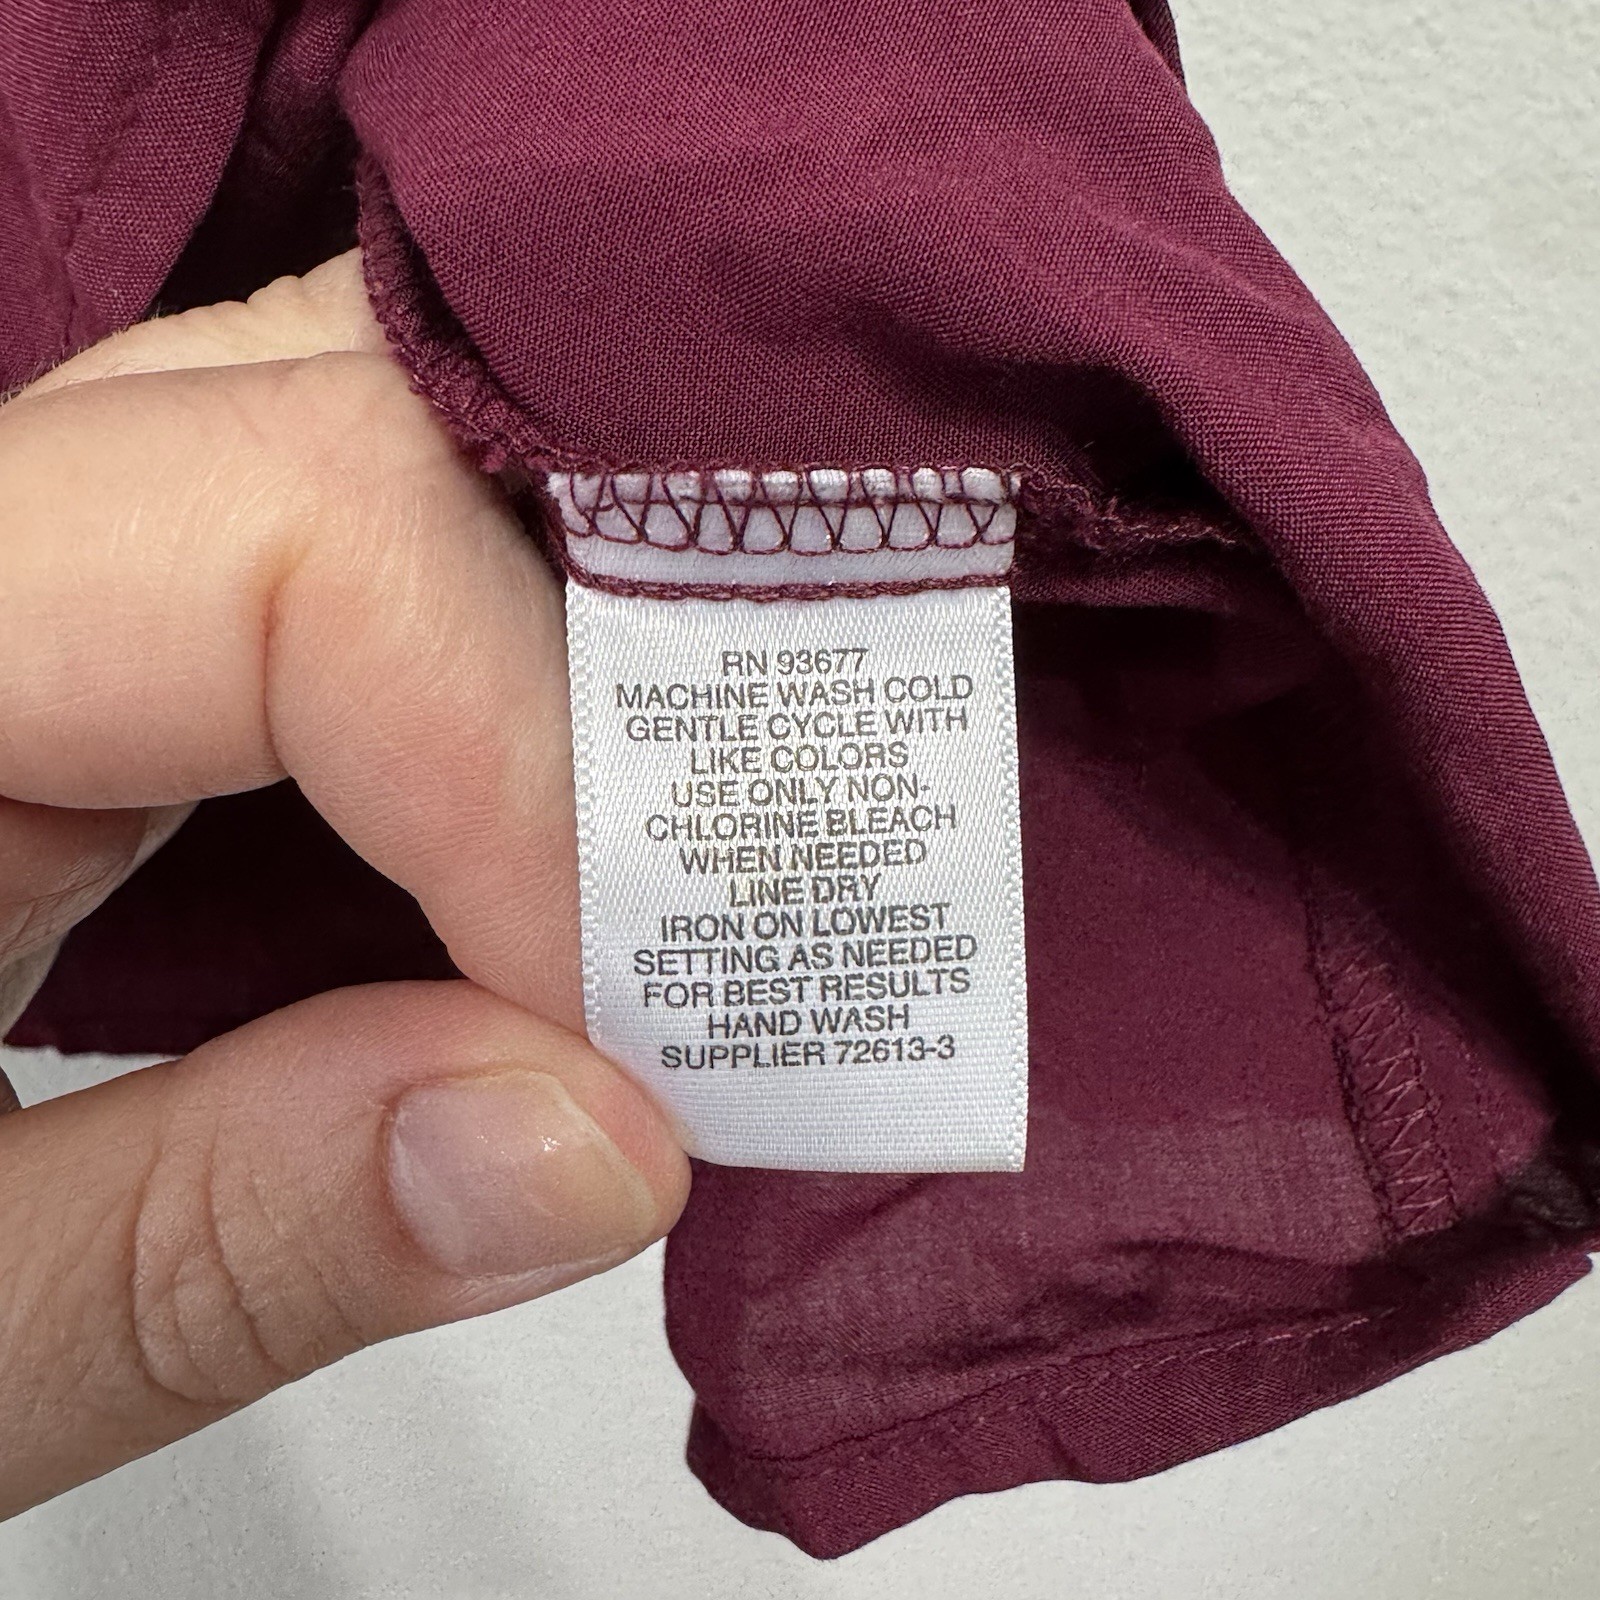 RN 93677
MACHINE WASH COLD
GENTLE CYCLE WITH
LIKE COLORS
USE ONLY NON-
CHLORINE BLEACH
WHEN NEEDED
LINE DRY
IRON ON LOWEST
SETTING AS NEEDED
FOR BEST RESULTS
HAND WASH
SUPPLIER 72613-3